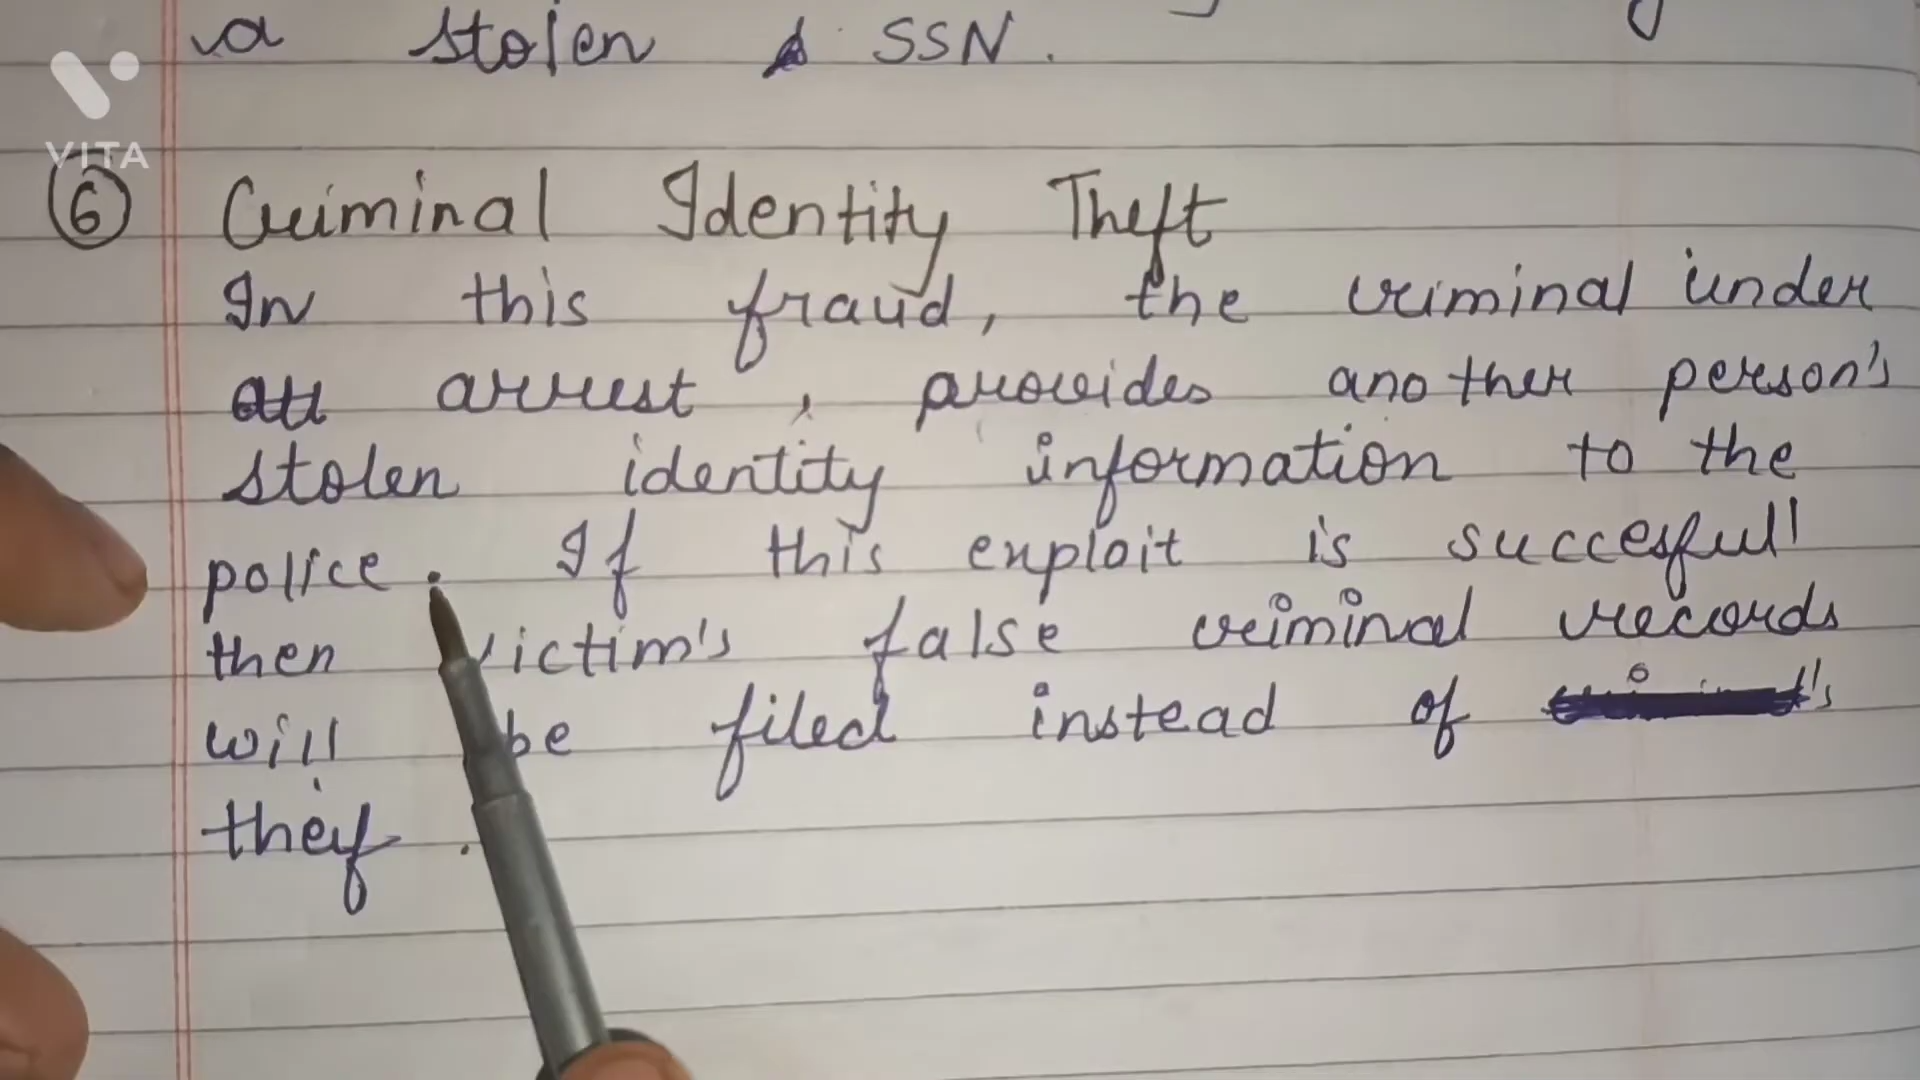 a stolen SSN.
VITA
6 Criminal Identity Theft
In this fraud, the criminal under
arrest, provides another person's
stolen identity information to the
police. If this exploit is succesfull
then victim's false criminal records
will be filed instead of
theif.